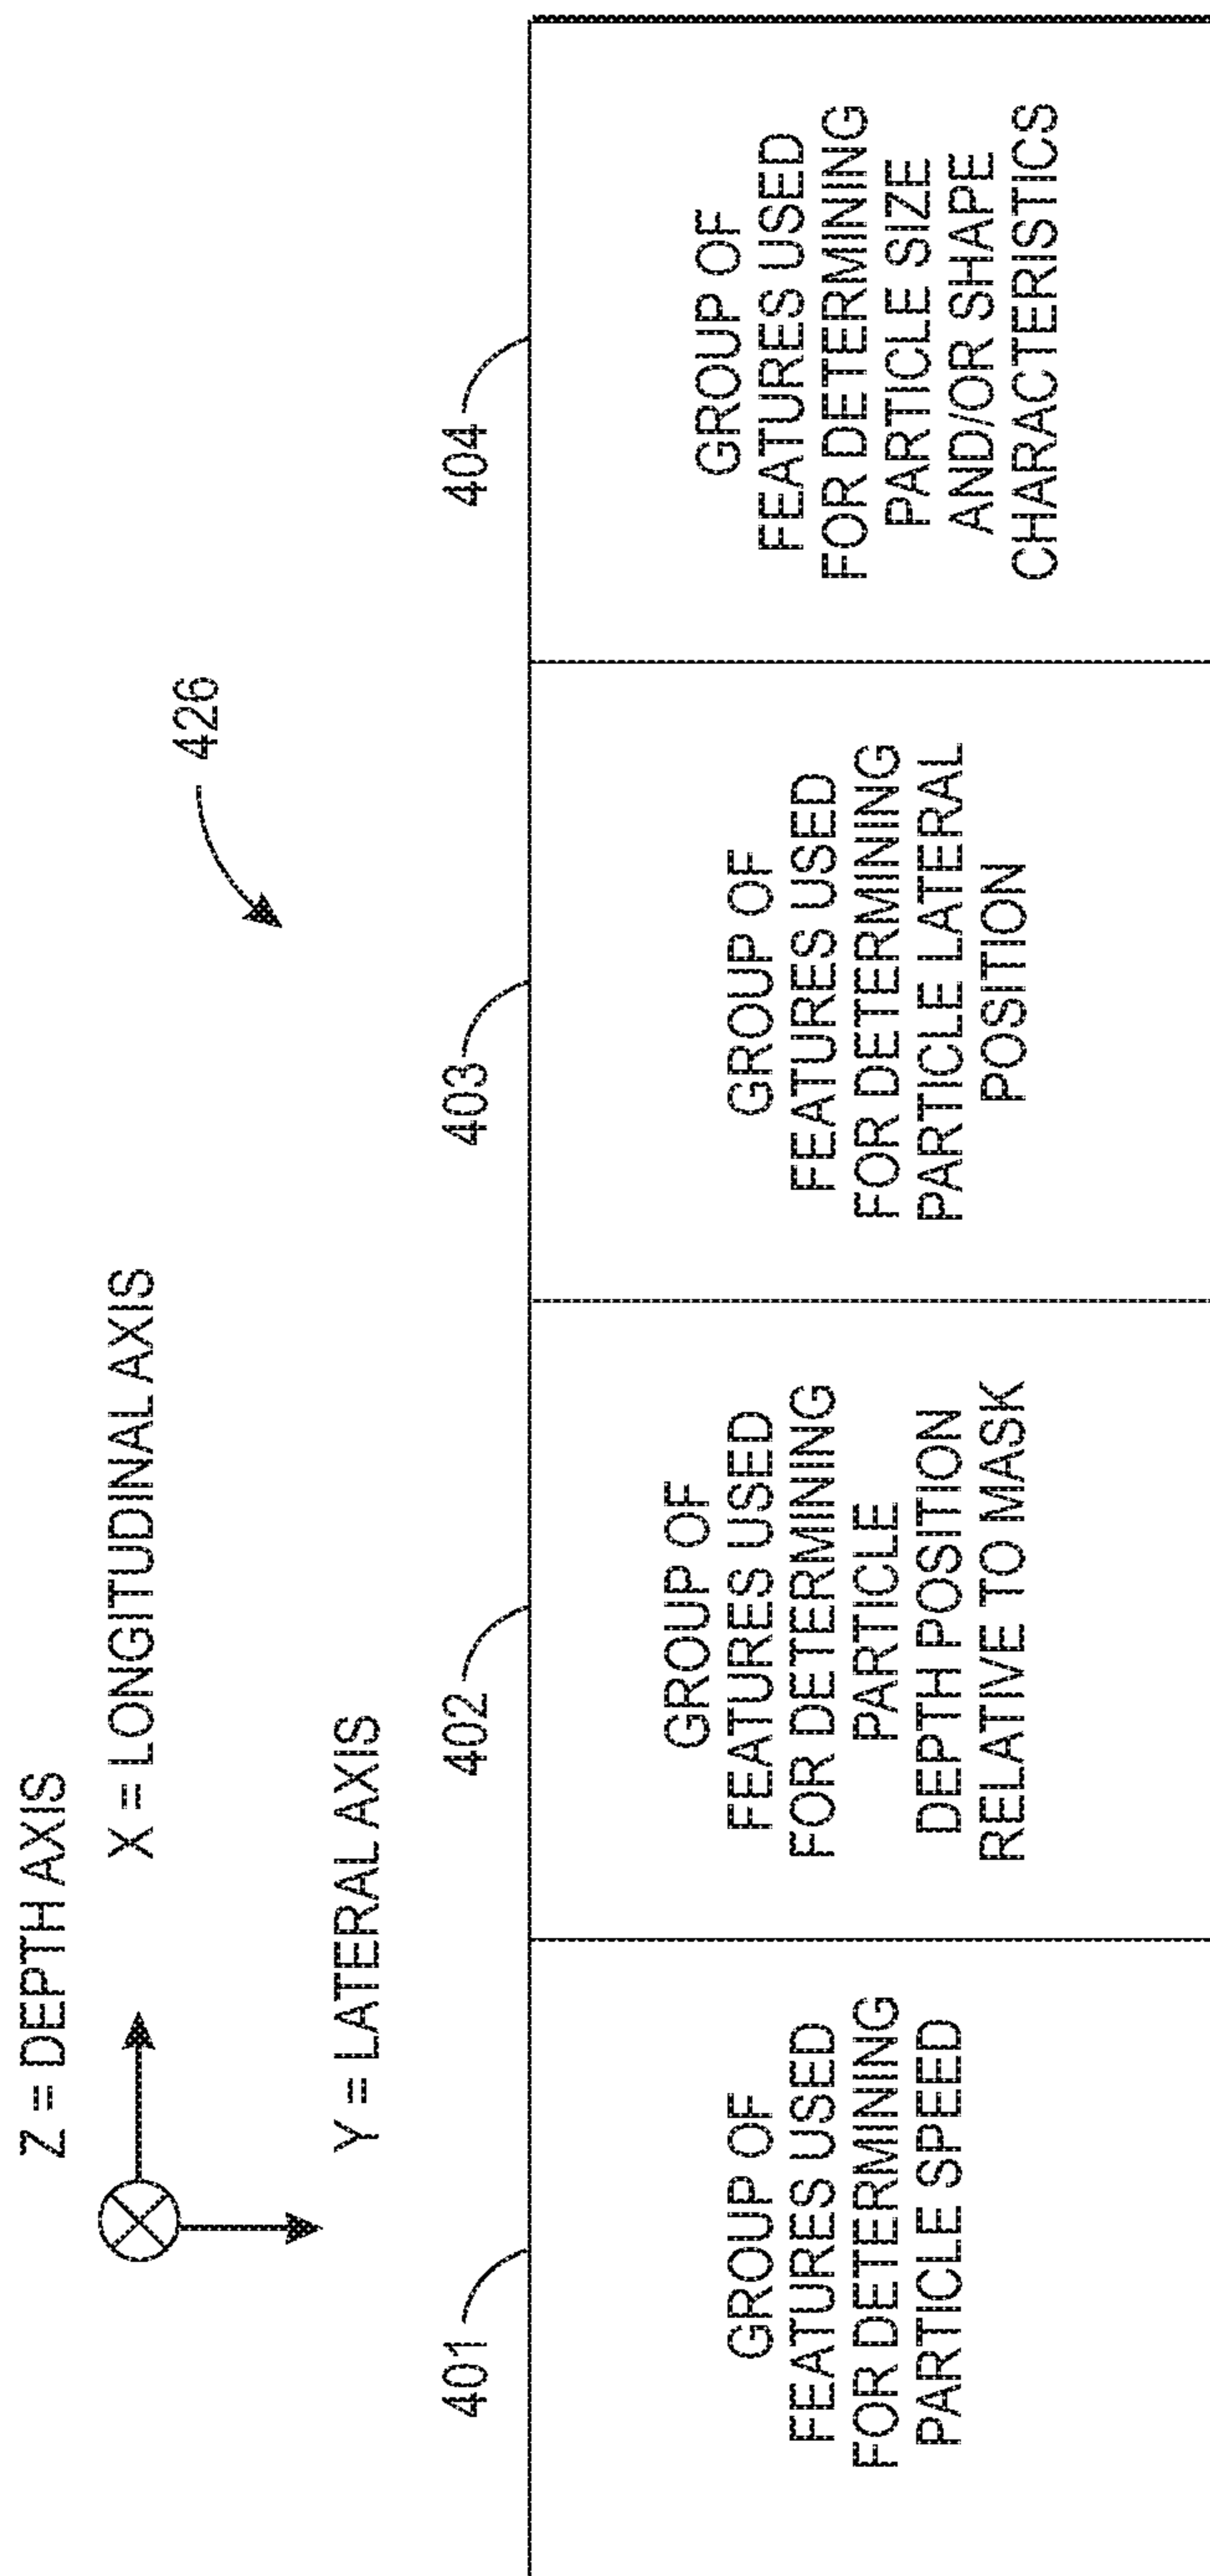 Z = DEPTH AXIS
X = LONGITUDINAL AXIS
Y = LATERAL AXIS
426
401
402
403
404
GROUP OF
FEATURES USED
FOR DETERMINING
PARTICLE SPEED
GROUP OF
FEATURES USED
FOR DETERMINING
PARTICLE
DEPTH POSITION
RELATIVE TO MASK
GROUP OF
FEATURES USED
FOR DETERMINING
PARTICLE LATERAL
POSITION
GROUP OF
FEATURES USED
FOR DETERMINING
PARTICLE SIZE
AND/OR SHAPE
CHARACTERISTICS